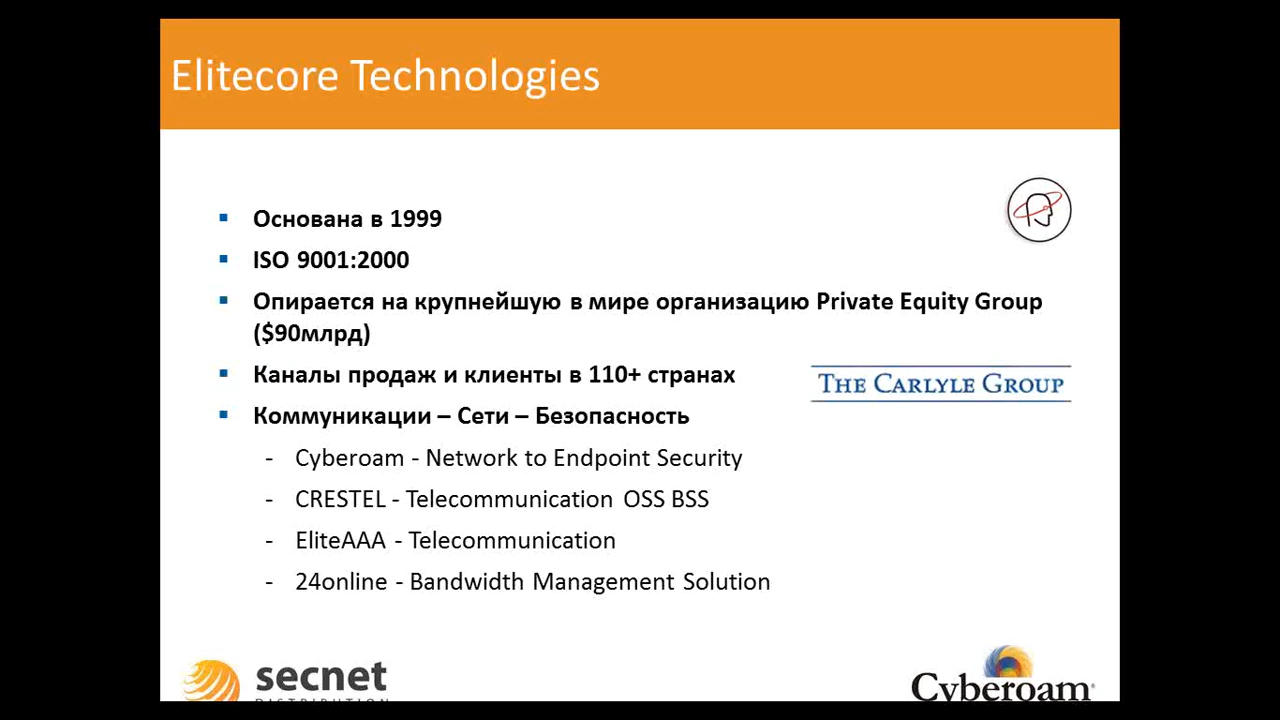 Elitecore Technologies
Основана в 1999
ISO 9001:2000
Опирается на крупнейшую в мире организацию Private Equity Group
($90млрд)
Каналы продаж и клиенты в 110+ странах
THE CARLYLE GROUP
Коммуникации – Сети – Безопасность
- Cyberoam - Network to Endpoint Security
- CRESTEL - Telecommunication OSS BSS
- EliteAAA - Telecommunication
- 24online - Bandwidth Management Solution
secnet
DISTRIBUTION
Cyberoam®